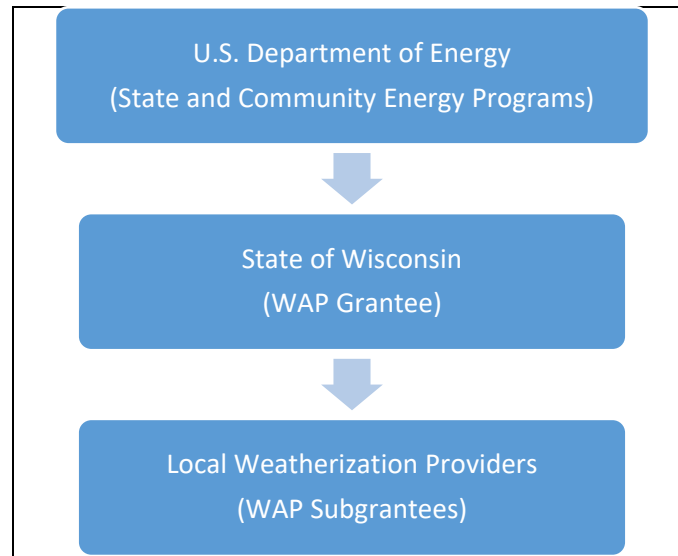 U.S. Department of Energy
(State and Community Energy Programs)
State of Wisconsin
(WAP Grantee)
Local Weatherization Providers
(WAP Subgrantees)